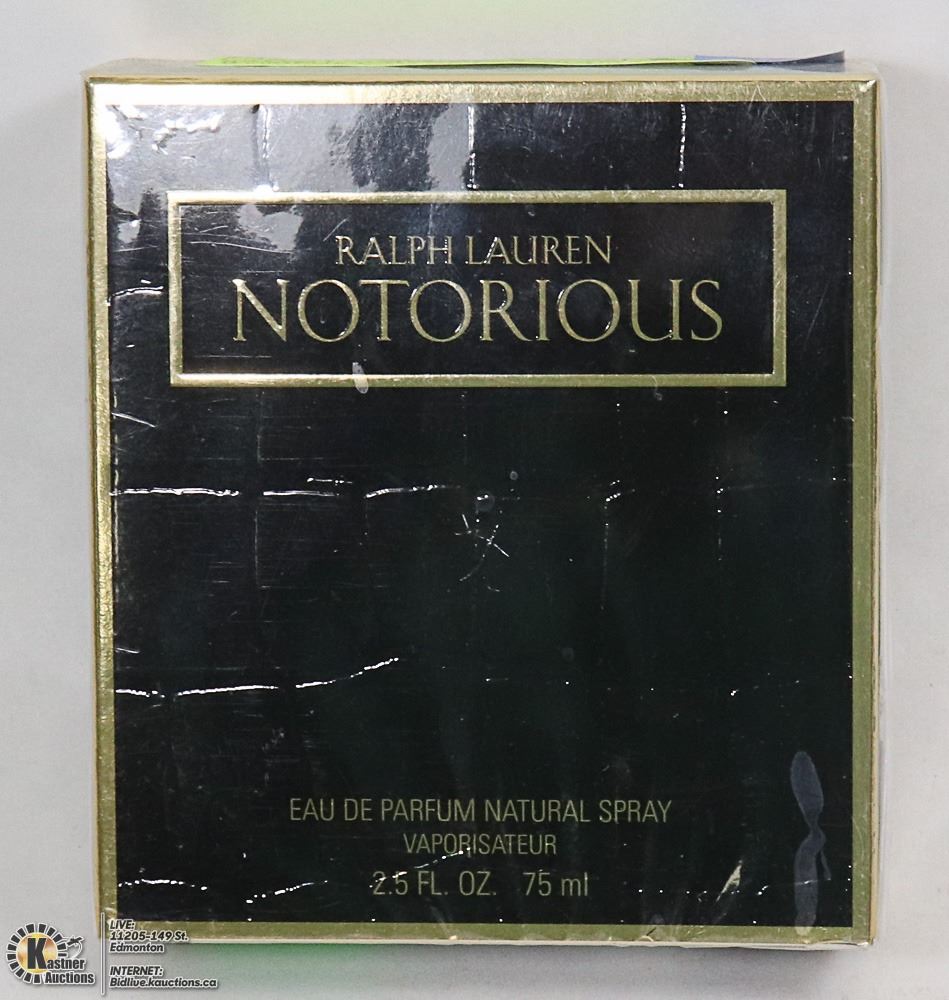 RALPH LAUREN
NOTORIOUS
EAU DE PARFUM NATURAL SPRAY
VAPORISATEUR
2.5 FL. OZ. 75 ml
Kastner
Auctions
LIVE:
11205-149 St.
Edmonton
INTERNET:
Bidlive.kauctions.ca